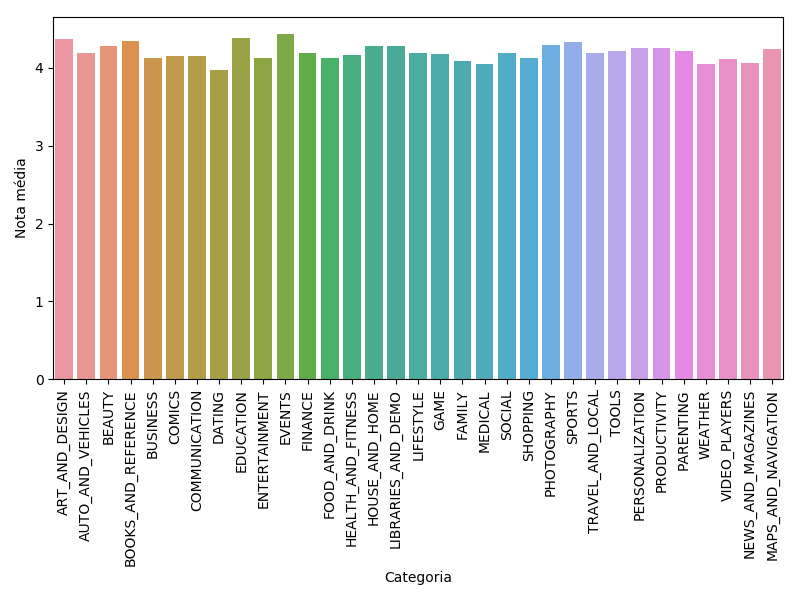 Nota média
4
3
2
1
0
ART_AND_DESIGN
AUTO_AND_VEHICLES
BEAUTY
BOOKS_AND_REFERENCE
BUSINESS
COMICS
COMMUNICATION
DATING
EDUCATION
ENTERTAINMENT
EVENTS
FINANCE
FOOD_AND_DRINK
HEALTH_AND_FITNESS
HOUSE_AND_HOME
LIBRARIES_AND_DEMO
LIFESTYLE
GAME
FAMILY
MEDICAL
SOCIAL
SHOPPING
PHOTOGRAPHY
SPORTS
TRAVEL_AND_LOCAL
TOOLS
PERSONALIZATION
PRODUCTIVITY
PARENTING
WEATHER
VIDEO_PLAYERS
NEWS_AND_MAGAZINES
MAPS_AND_NAVIGATION
Categoria